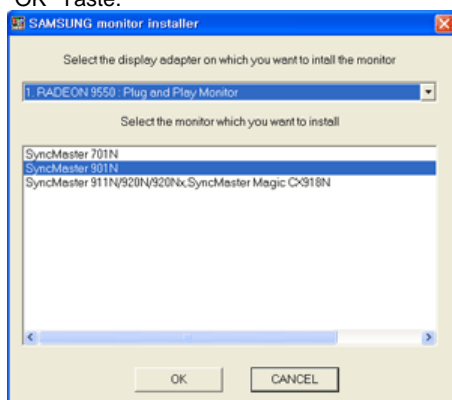 "OK" Taste.
SAMSUNG monitor installer
Select the display adapter on which you want to intall the monitor
1. RADEON 9550 : Plug and Play Monitor
Select the monitor which you want to install
SyncMaster 701N
SyncMaster 901N
SyncMaster 911N/920N/920Nx,SyncMaster Magic CX918N
OK
CANCEL